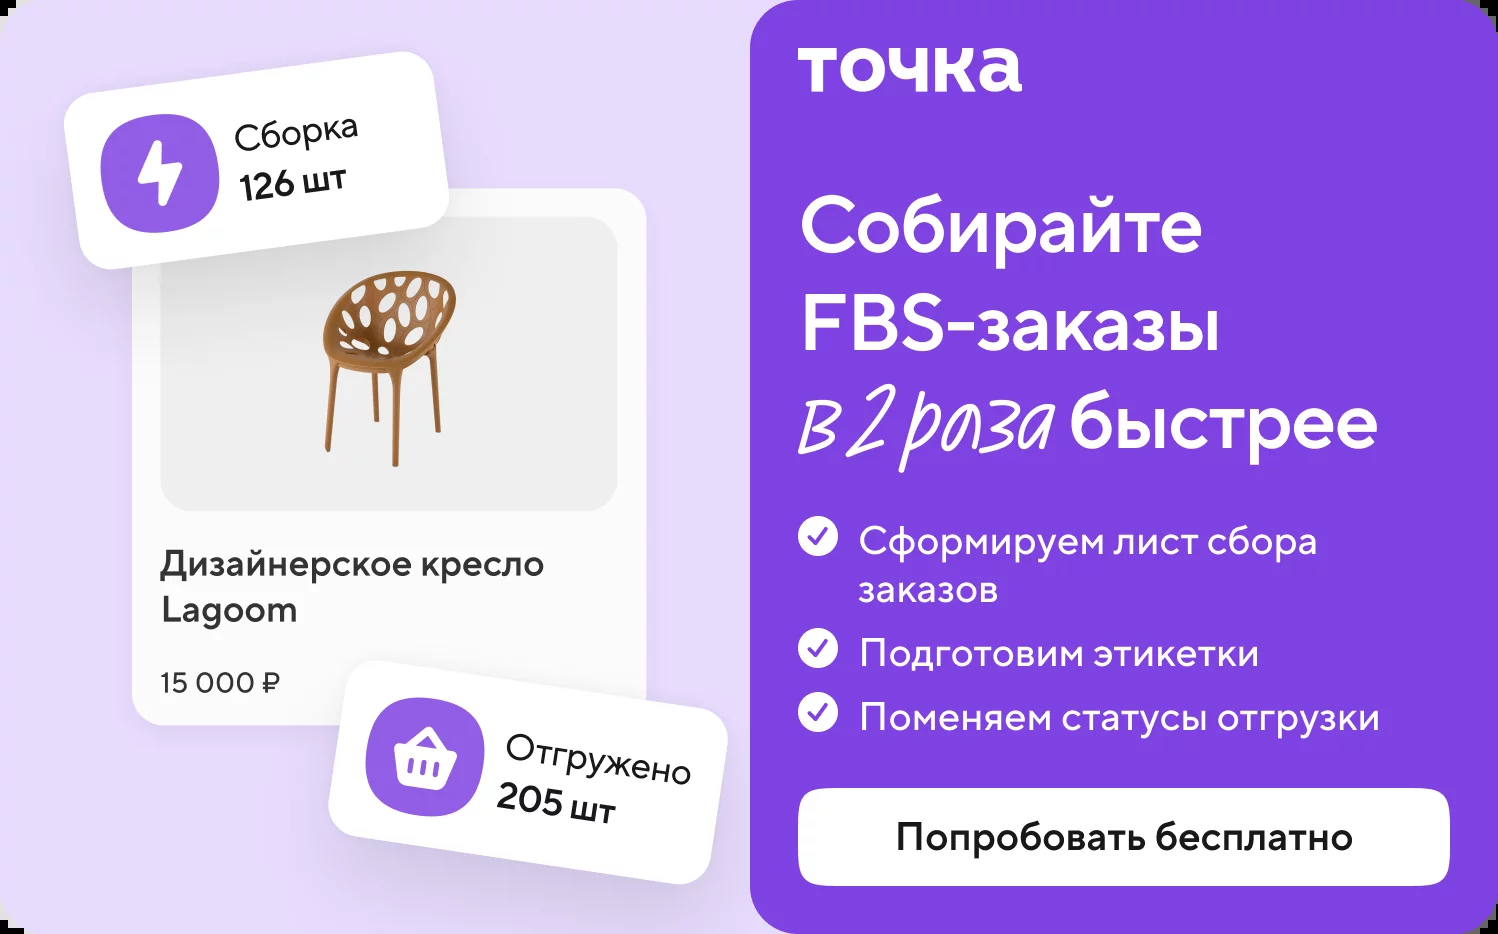 Сборка
126 шт
Дизайнерское кресло
Lagoom
15 000 ₽
Отгружено
205 шт
точка
Собирайте
FBS-заказы
в 2 раза быстрее
Сформируем лист сбора
заказов
Подготовим этикетки
Поменяем статусы отгрузки
Попробовать бесплатно